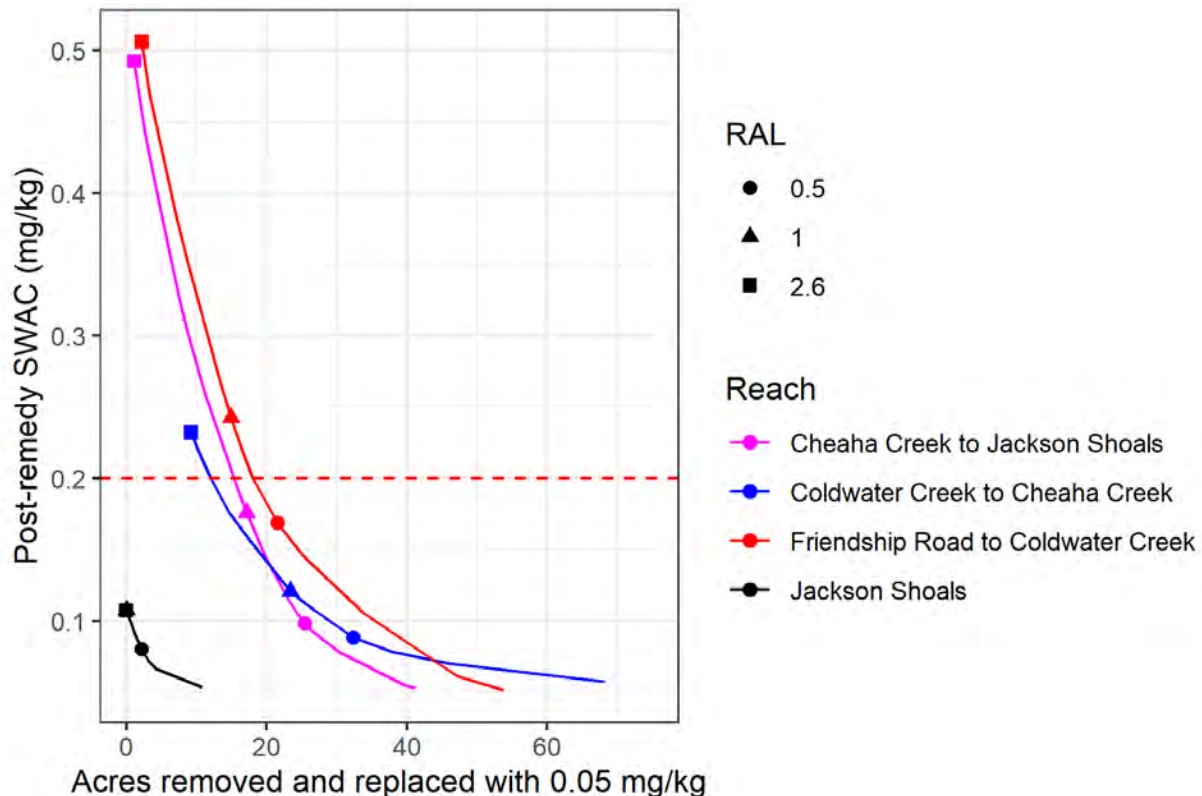 0.5
0.4
0.3
0.2
0.1
Post-remedy SWAC (mg/kg)
0
20
40
60
Acres removed and replaced with 0.05 mg/kg
RAL
0.5
1
2.6
Reach
Cheaha Creek to Jackson Shoals
Coldwater Creek to Cheaha Creek
Friendship Road to Coldwater Creek
Jackson Shoals